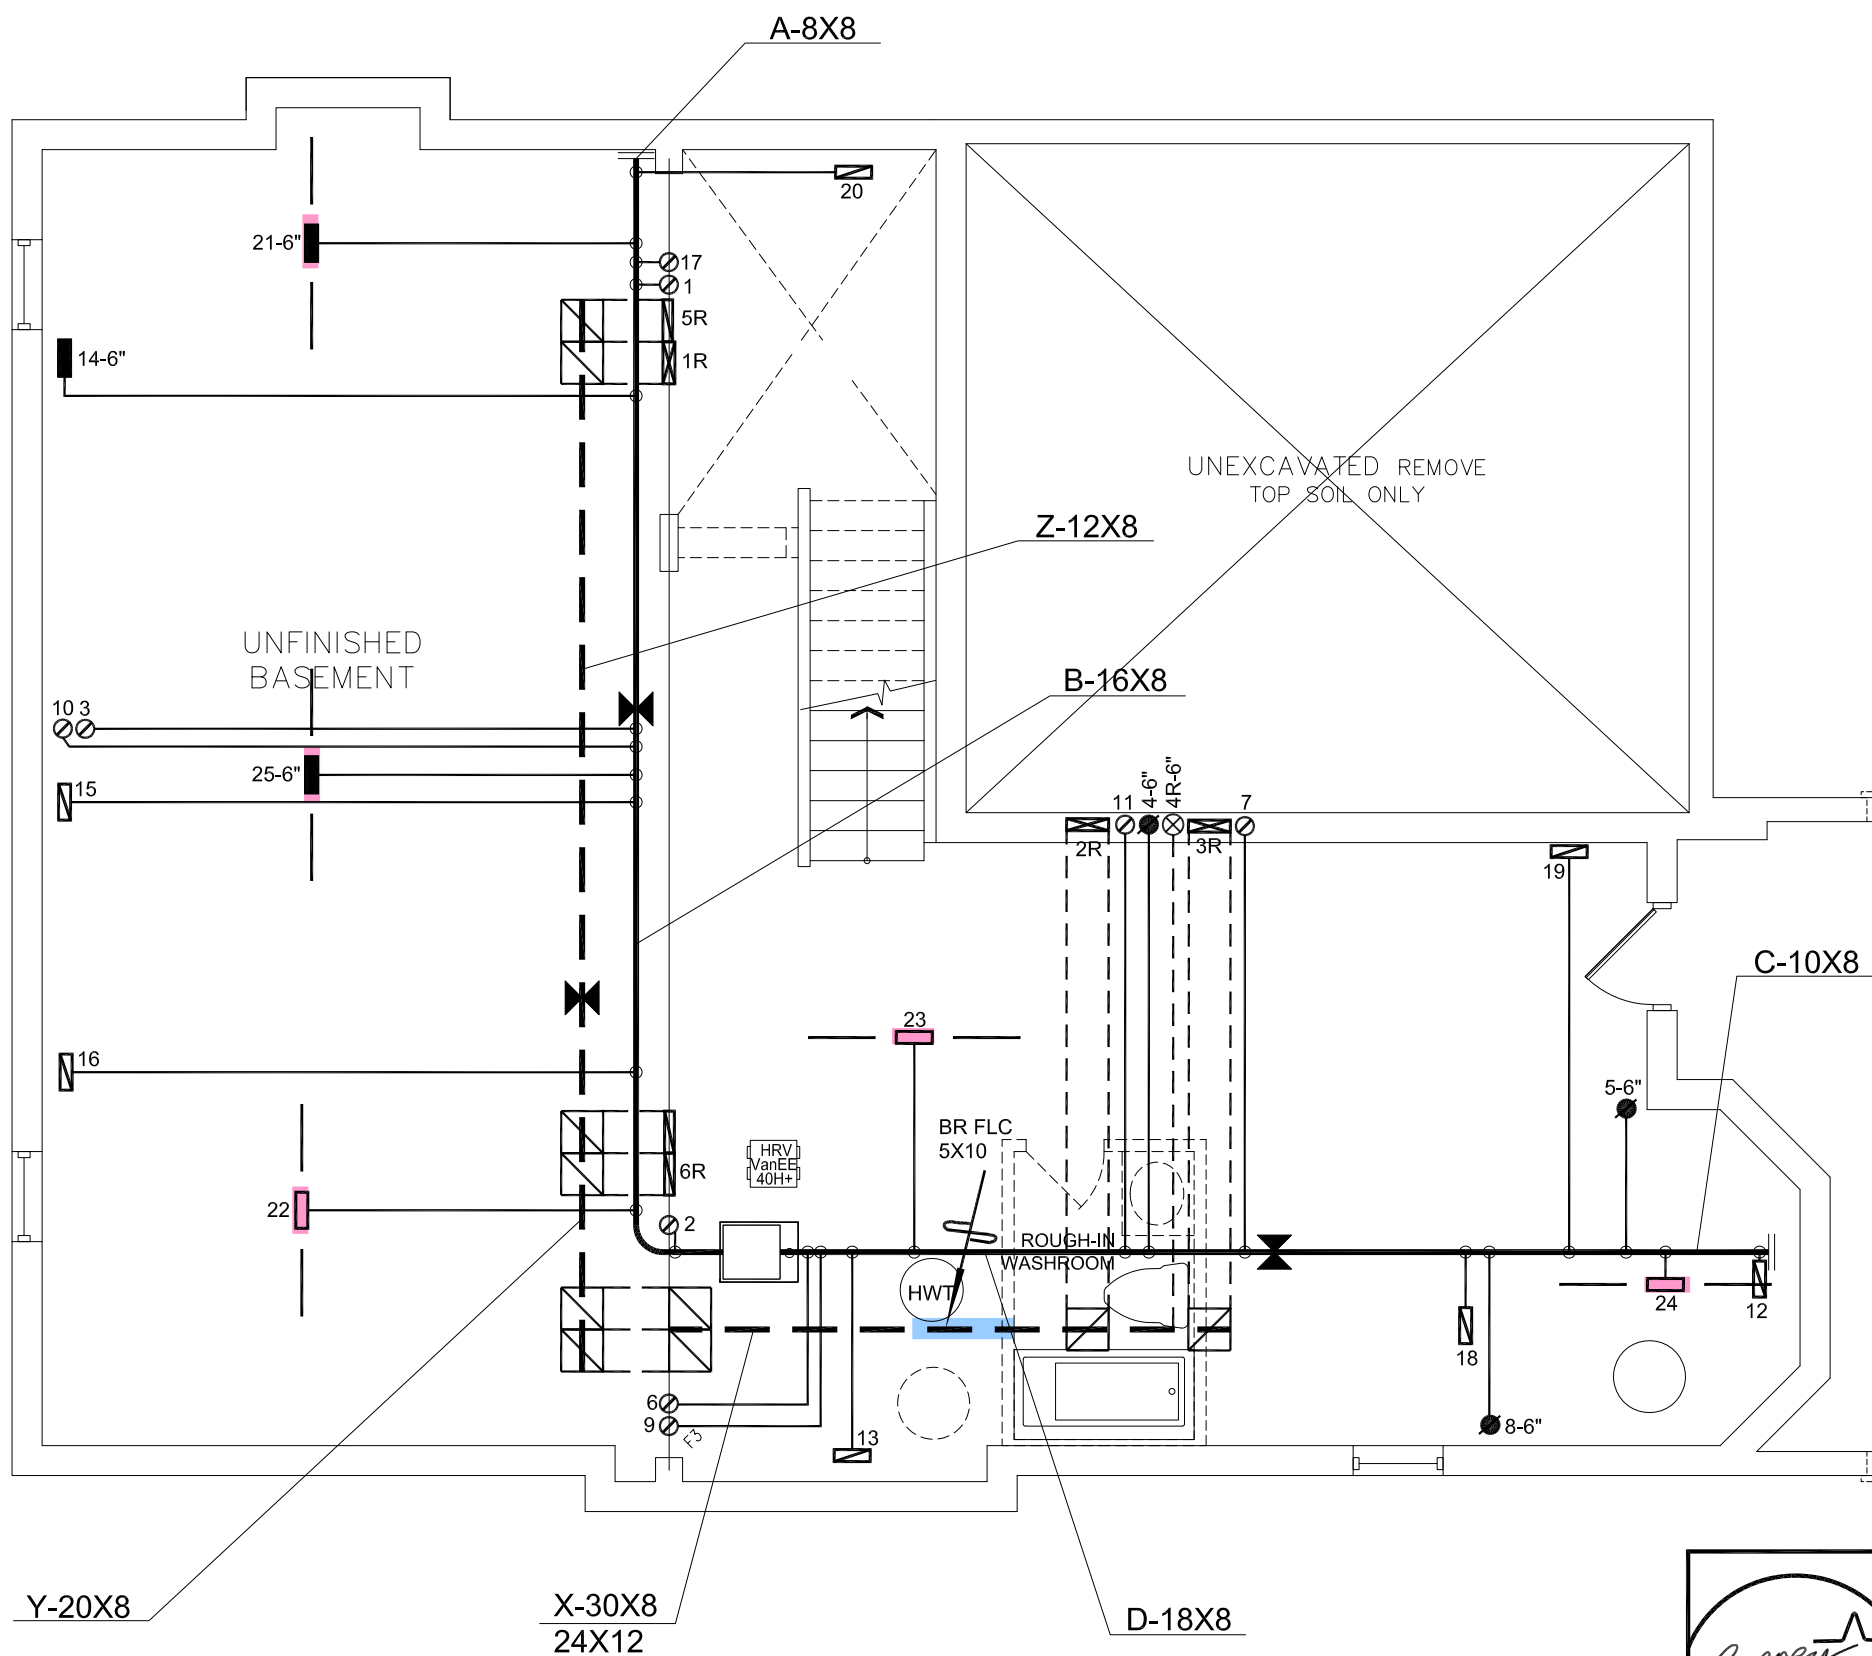 A-8X8
20
21-6"
17
1
5R
1R
14-6"
UNEXCAVATED REMOVE
TOP SOIL ONLY
Z-12X8
UNFINISHED
BASEMENT
B-16X8
10 3
25-6"
15
11
4-6"
4R-6"
7
2R
3R
19
C-10X8
23
16
5-6"
BR FLC
5X10
HRV
VanEE
40H+
6R
22
2
ROUGH-IN
WASHROOM
HWT
24
12
18
6
9
F3
13
8-6"
Y-20X8
X-30X8
24X12
D-18X8